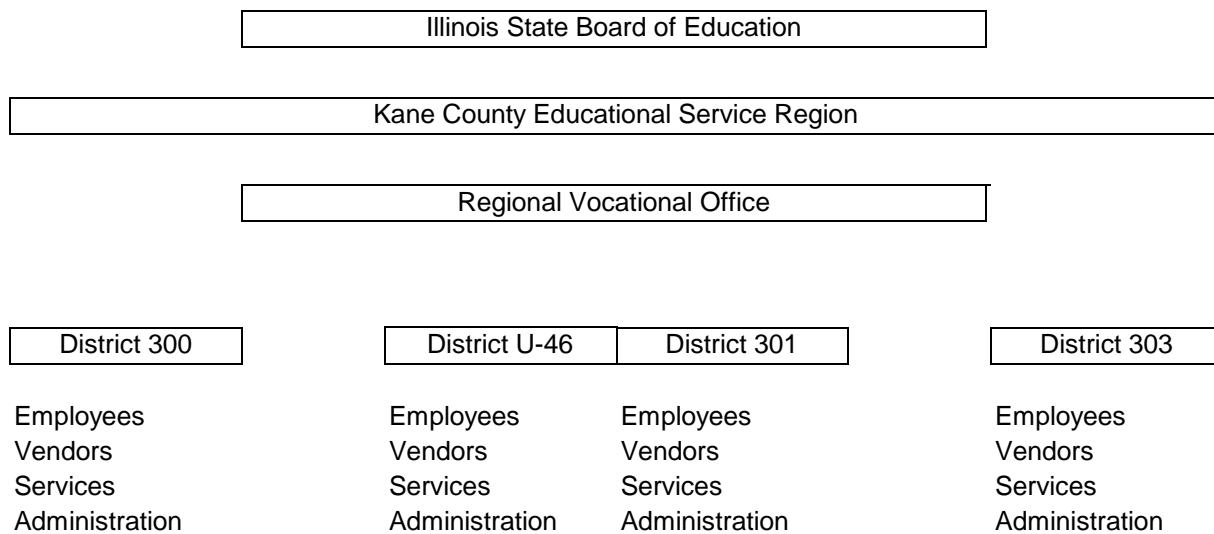 Illinois State Board of Education
Kane County Educational Service Region
Regional Vocational Office
District 300 District U-46 District 301 District 303
Employees Employees Employees Employees
Vendors Vendors Vendors Vendors
Services Services Services Services
Administration Administration Administration Administration